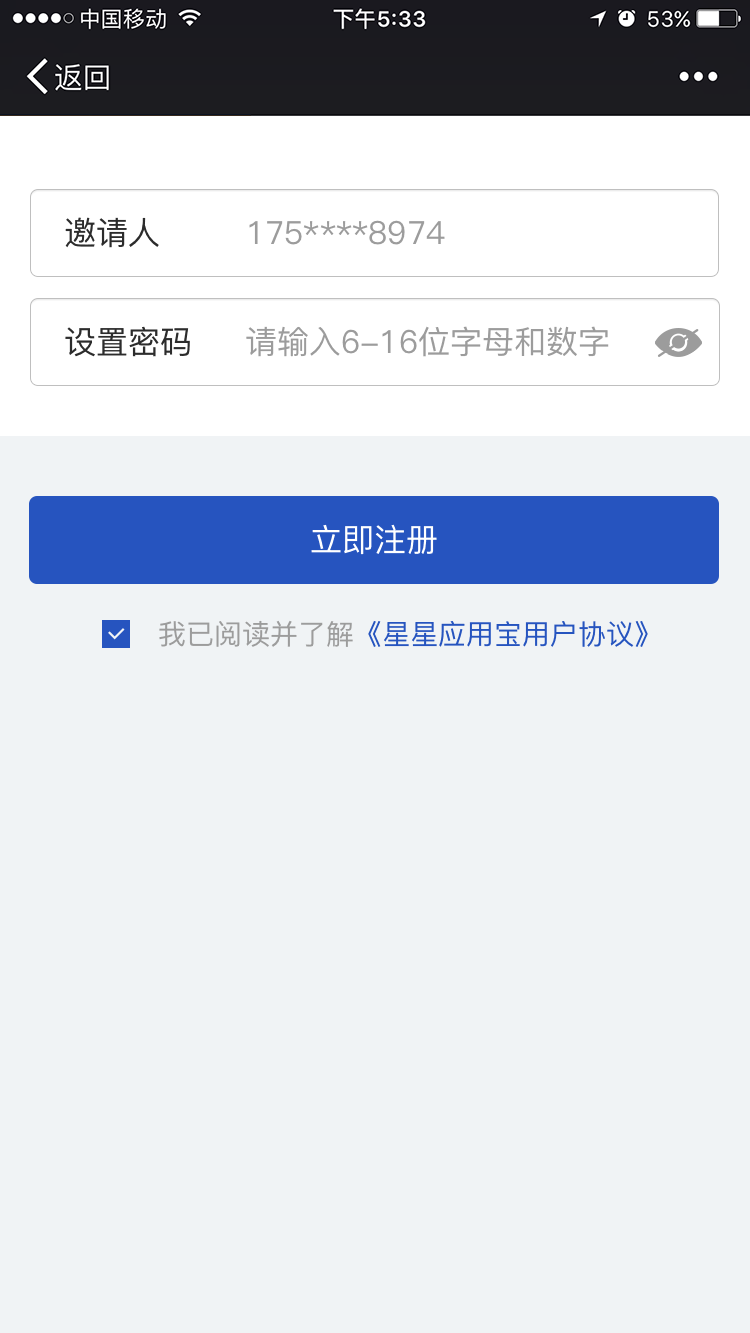 中国移动 下午5:33 53%
返回
邀请人 175****8974
设置密码 请输入6-16位字母和数字
立即注册
我已阅读并了解《星星应用宝用户协议》